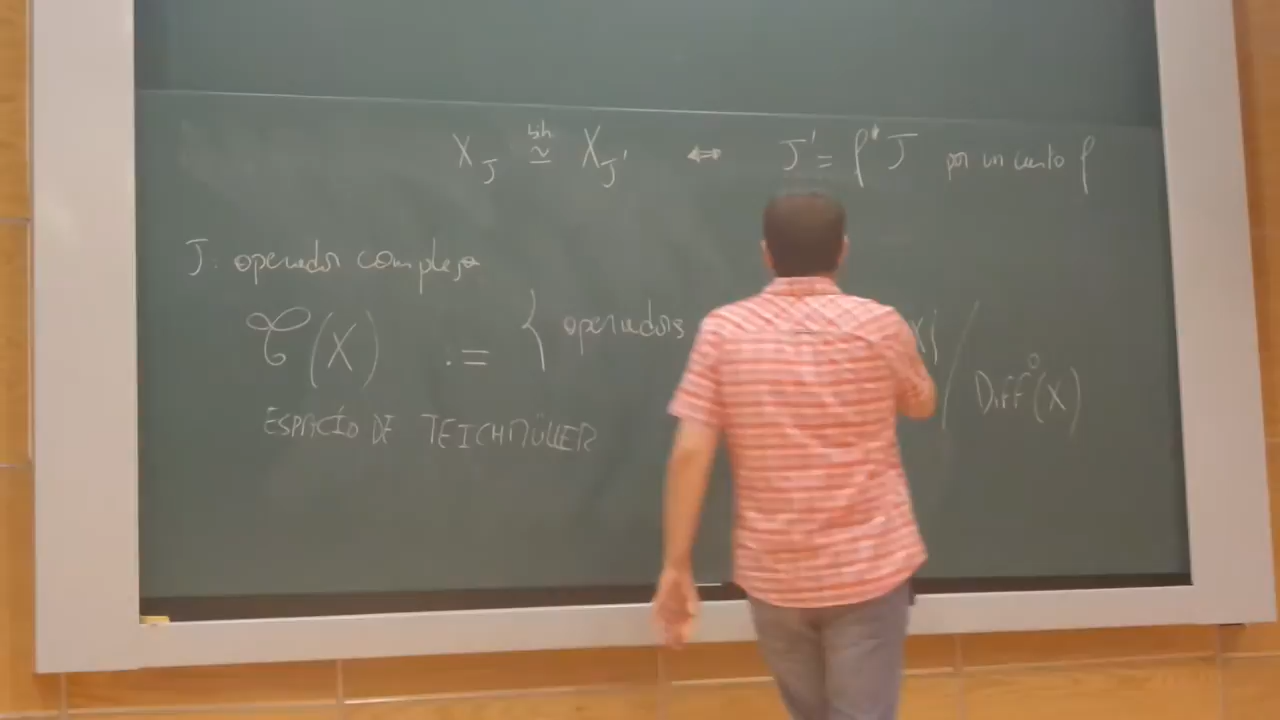 X_J ≃ X_J' ↔ J' = f* J por un cierto f
J: operador complejo
𝒯(X) := { operadores X} / Diff⁰(X)
ESPACIO DE TEICHMÜLLER